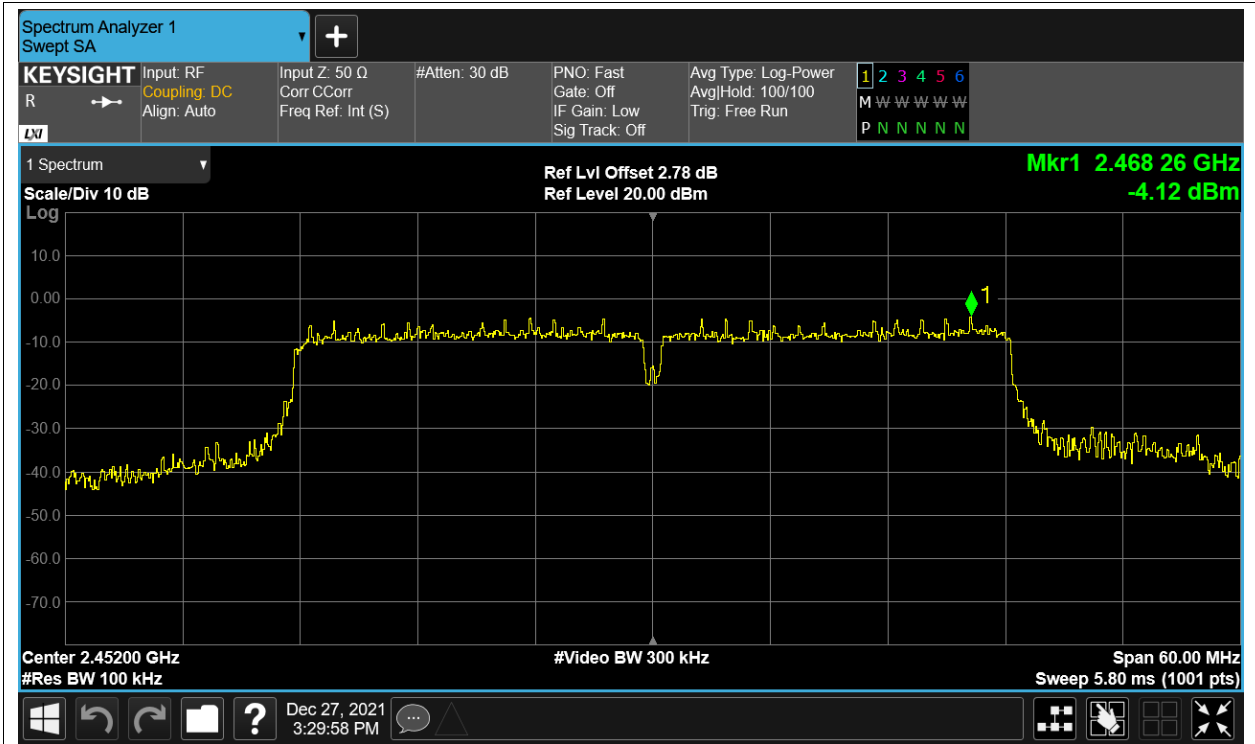 Spectrum Analyzer 1
Swept SA
KEYSIGHT
R
LXI
Input: RF
Coupling: DC
Align: Auto
Input Z: 50 Ω
Corr CCorr
Freq Ref: Int (S)
#Atten: 30 dB
PNO: Fast
Gate: Off
IF Gain: Low
Sig Track: Off
Avg Type: Log-Power
Avg|Hold: 100/100
Trig: Free Run
1 2 3 4 5 6
M W W W W W
P N N N N N
1 Spectrum
Scale/Div 10 dB
Log
Ref Lvl Offset 2.78 dB
Ref Level 20.00 dBm
Mkr1 2.468 26 GHz
-4.12 dBm
10.0
0.00
-10.0
-20.0
-30.0
-40.0
-50.0
-60.0
-70.0
1
Center 2.45200 GHz
#Res BW 100 kHz
#Video BW 300 kHz
Span 60.00 MHz
Sweep 5.80 ms (1001 pts)
?
Dec 27, 2021
3:29:58 PM